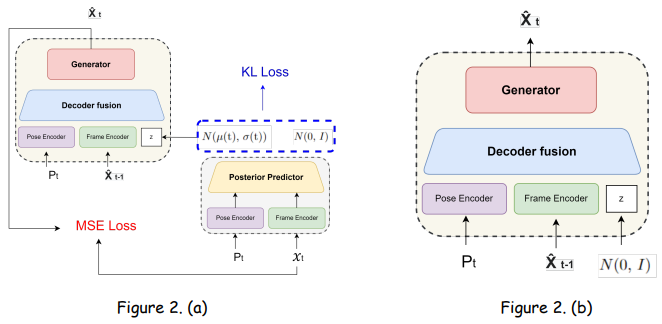 X̂ t
Generator
Decoder fusion
Pose Encoder
Frame Encoder
z
Pt
X̂ t-1
MSE Loss
KL Loss
N(μ(t), σ(t))
N(0, I)
Posterior Predictor
Pose Encoder
Frame Encoder
Pt
xt
Figure 2. (a)
X̂ t
Generator
Decoder fusion
Pose Encoder
Frame Encoder
z
Pt
X̂ t-1
N(0, I)
Figure 2. (b)